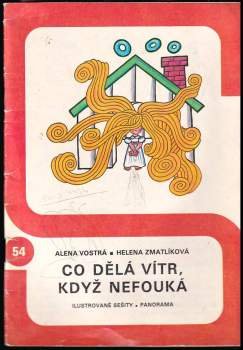 54
ALENA VOSTRÁ ■ HELENA ZMATLÍKOVÁ
CO DĚLÁ VÍTR,
KDYŽ NEFOUKÁ
ILUSTROVANÉ SEŠITY ■ PANORAMA